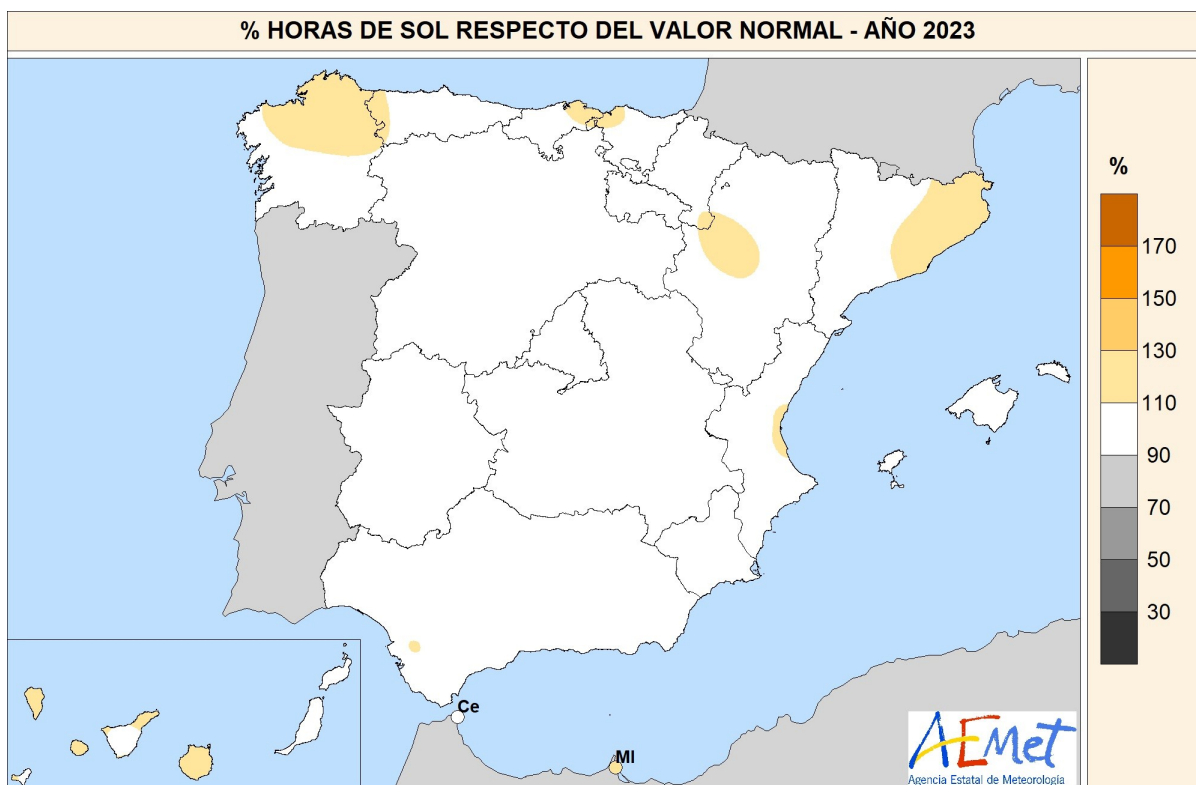 % HORAS DE SOL RESPECTO DEL VALOR NORMAL - AÑO 2023
%
170
150
130
110
90
70
50
30
Ce
Ml
AEMet
Agencia Estatal de Meteorología